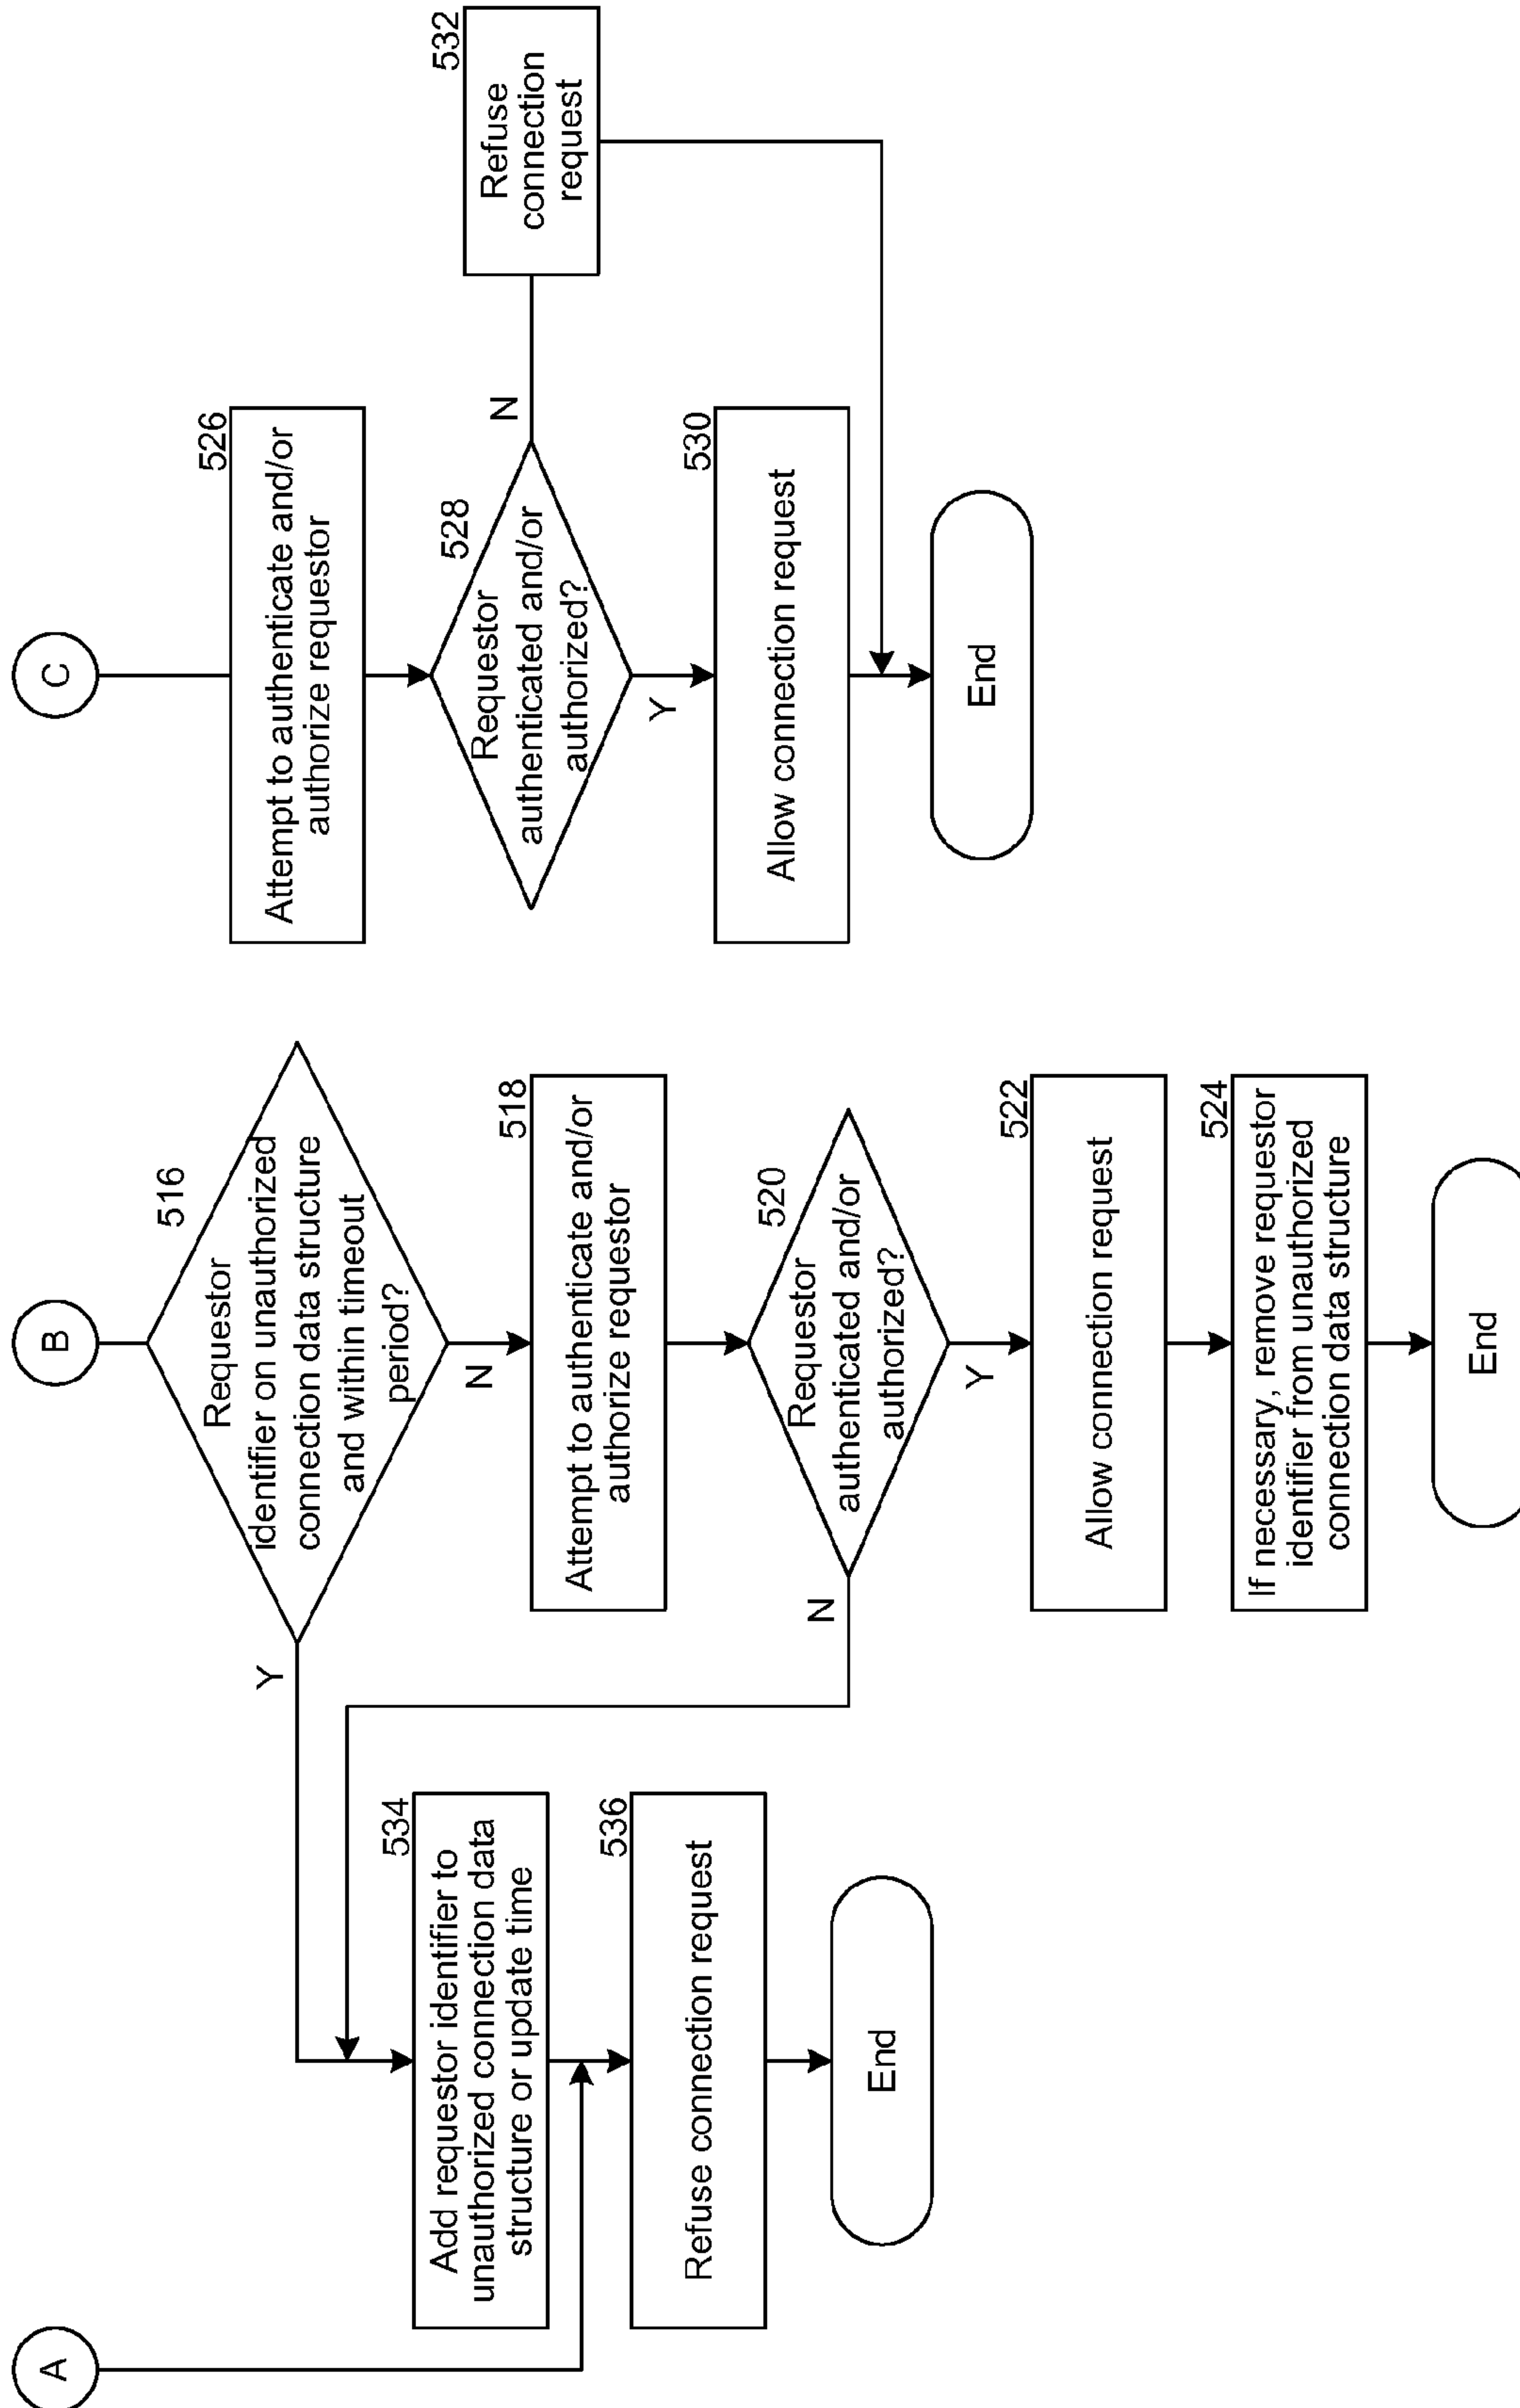 A
534
Add requestor identifier to
unauthorized connection data
structure or update time
536
Refuse connection request
End
B
516
Requestor
identifier on unauthorized
connection data structure
and within timeout
period?
Y
N
518
Attempt to authenticate and/or
authorize requestor
520
Requestor
authenticated and/or
authorized?
N
Y
522
Allow connection request
524
If necessary, remove requestor
identifier from unauthorized
connection data structure
End
C
526
Attempt to authenticate and/or
authorize requestor
528
Requestor
authenticated and/or
authorized?
N
Y
532
Refuse
connection
request
530
Allow connection request
End